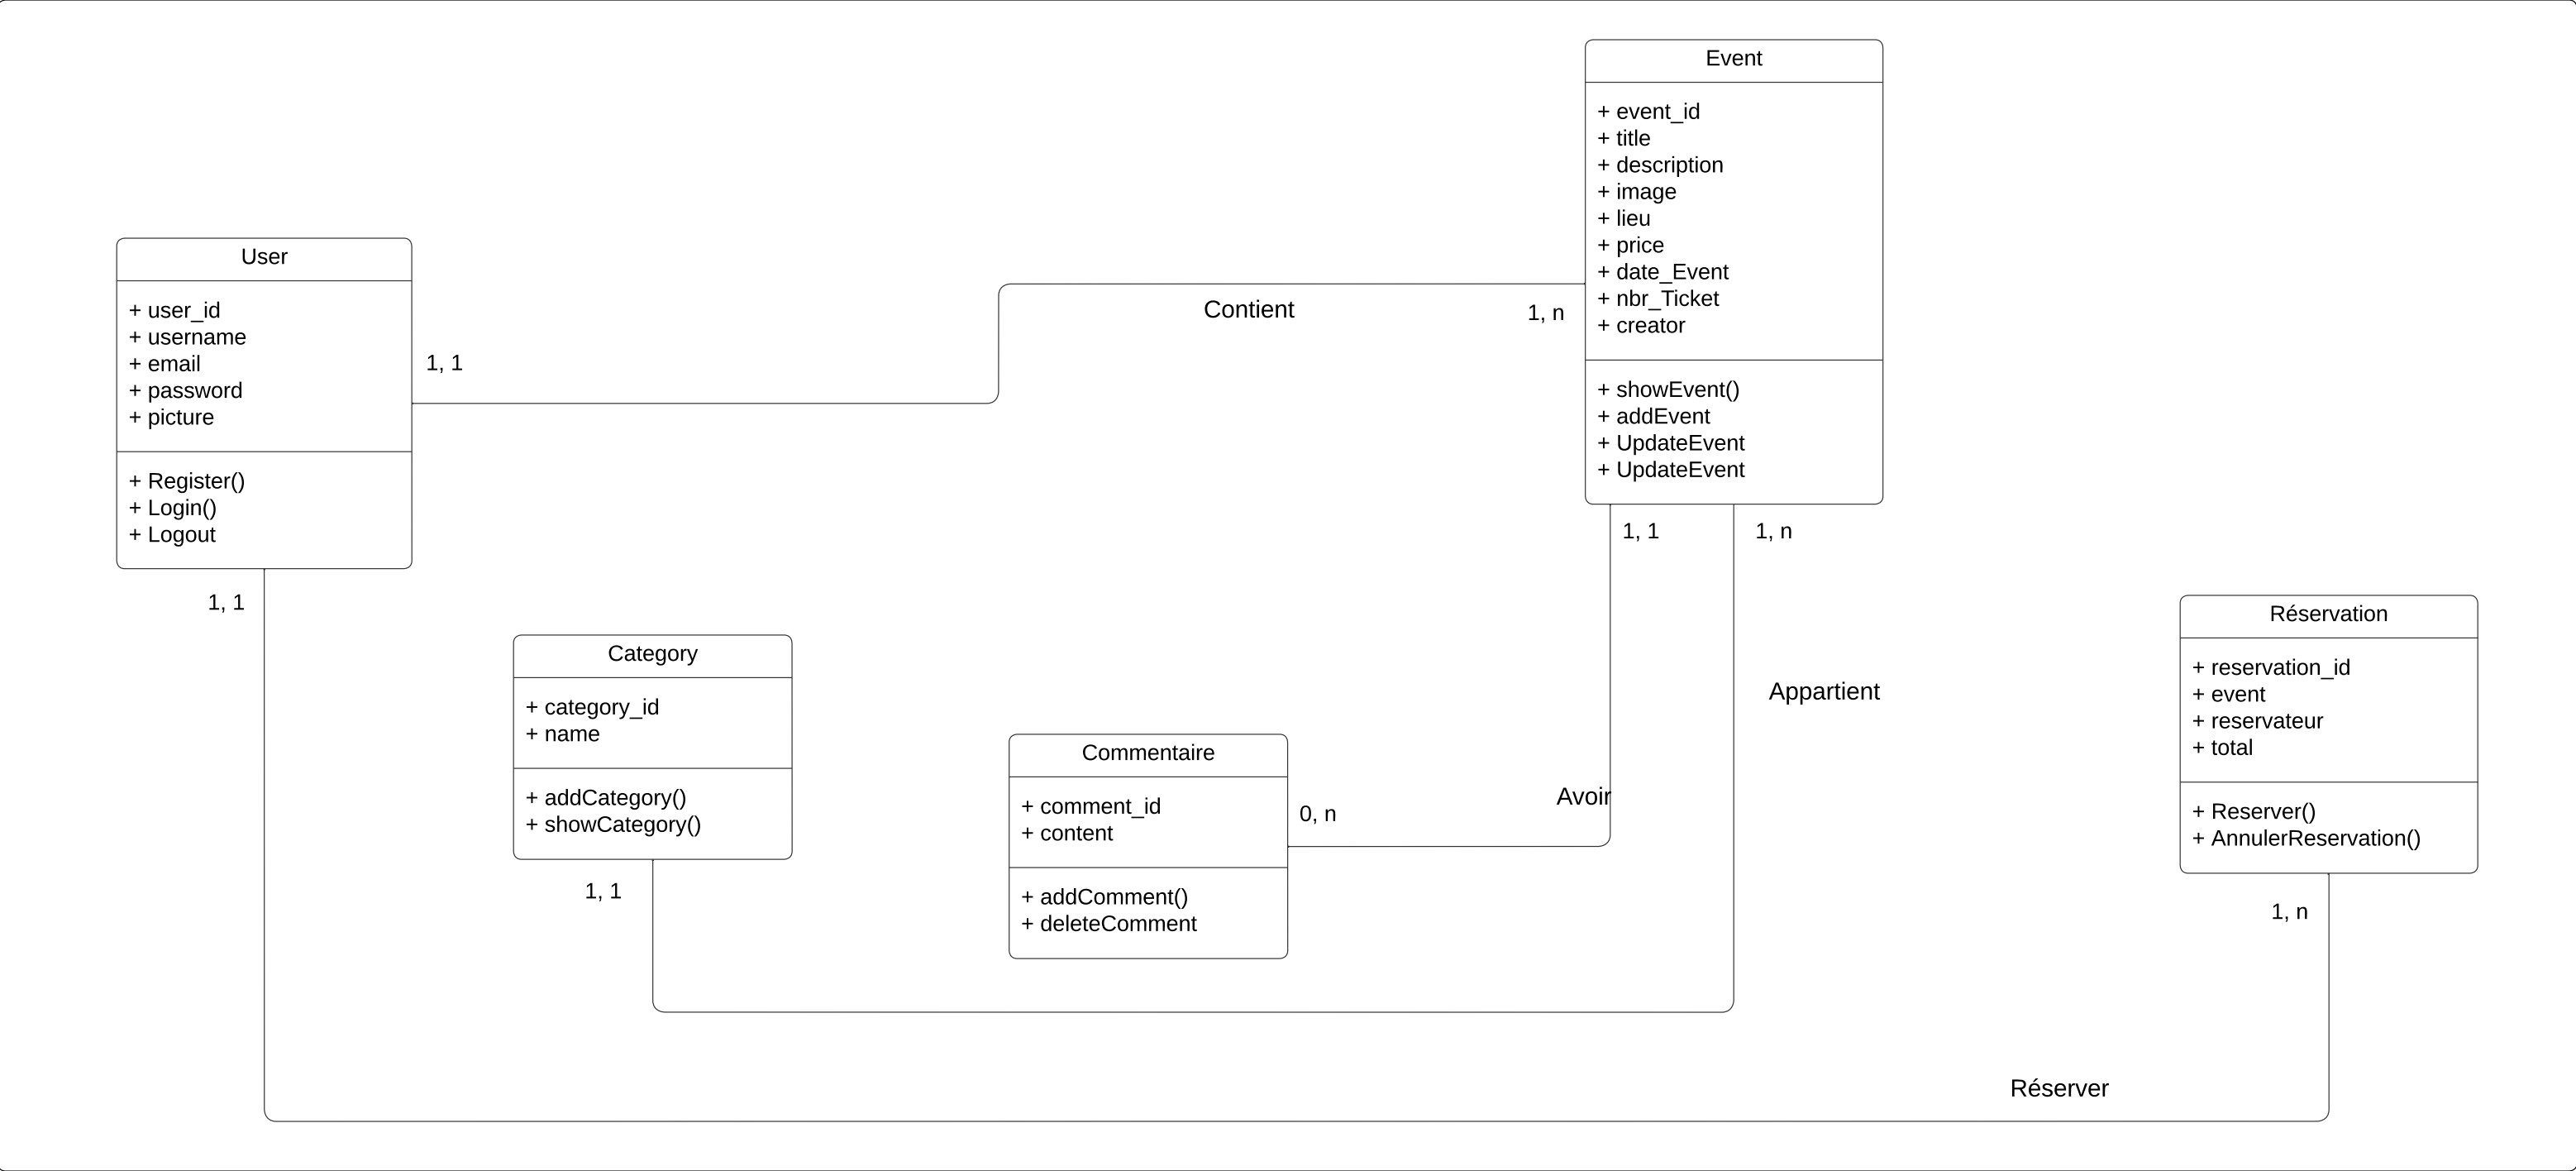 Event
+ event_id
+ title
+ description
+ image
+ lieu
+ price
+ date_Event
+ nbr_Ticket
+ creator
+ showEvent()
+ addEvent
+ UpdateEvent
+ UpdateEvent
User
+ user_id
+ username
+ email
+ password
+ picture
+ Register()
+ Login()
+ Logout
1, 1
Contient
1, n
1, 1
1, 1
1, n
Category
+ category_id
+ name
+ addCategory()
+ showCategory()
1, 1
Commentaire
+ comment_id
+ content
+ addComment()
+ deleteComment
0, n
Avoir
Appartient
Réservation
+ reservation_id
+ event
+ reservateur
+ total
+ Reserver()
+ AnnulerReservation()
1, n
Réserver